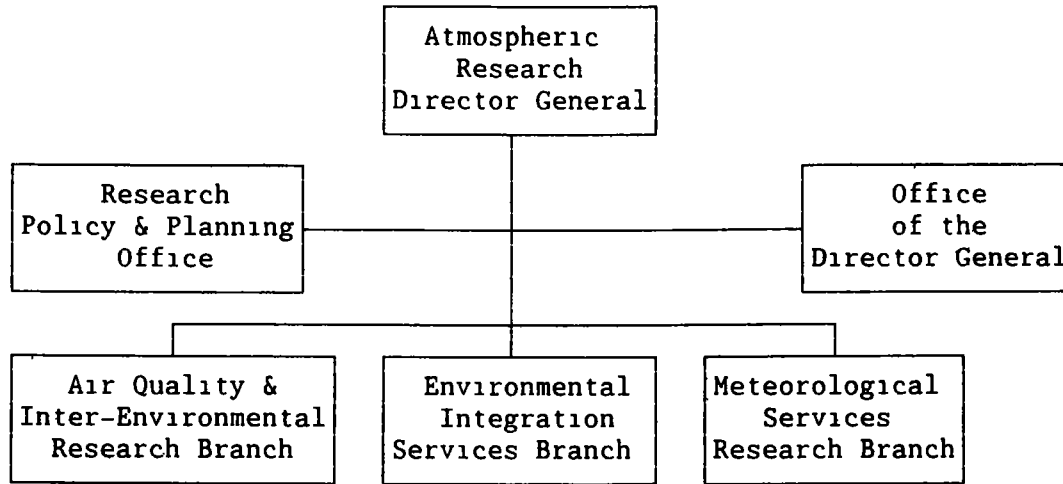 Atmospheric
Research
Director General
Research
Policy & Planning
Office
Office
of the
Director General
Air Quality &
Inter-Environmental
Research Branch
Environmental
Integration
Services Branch
Meteorological
Services
Research Branch